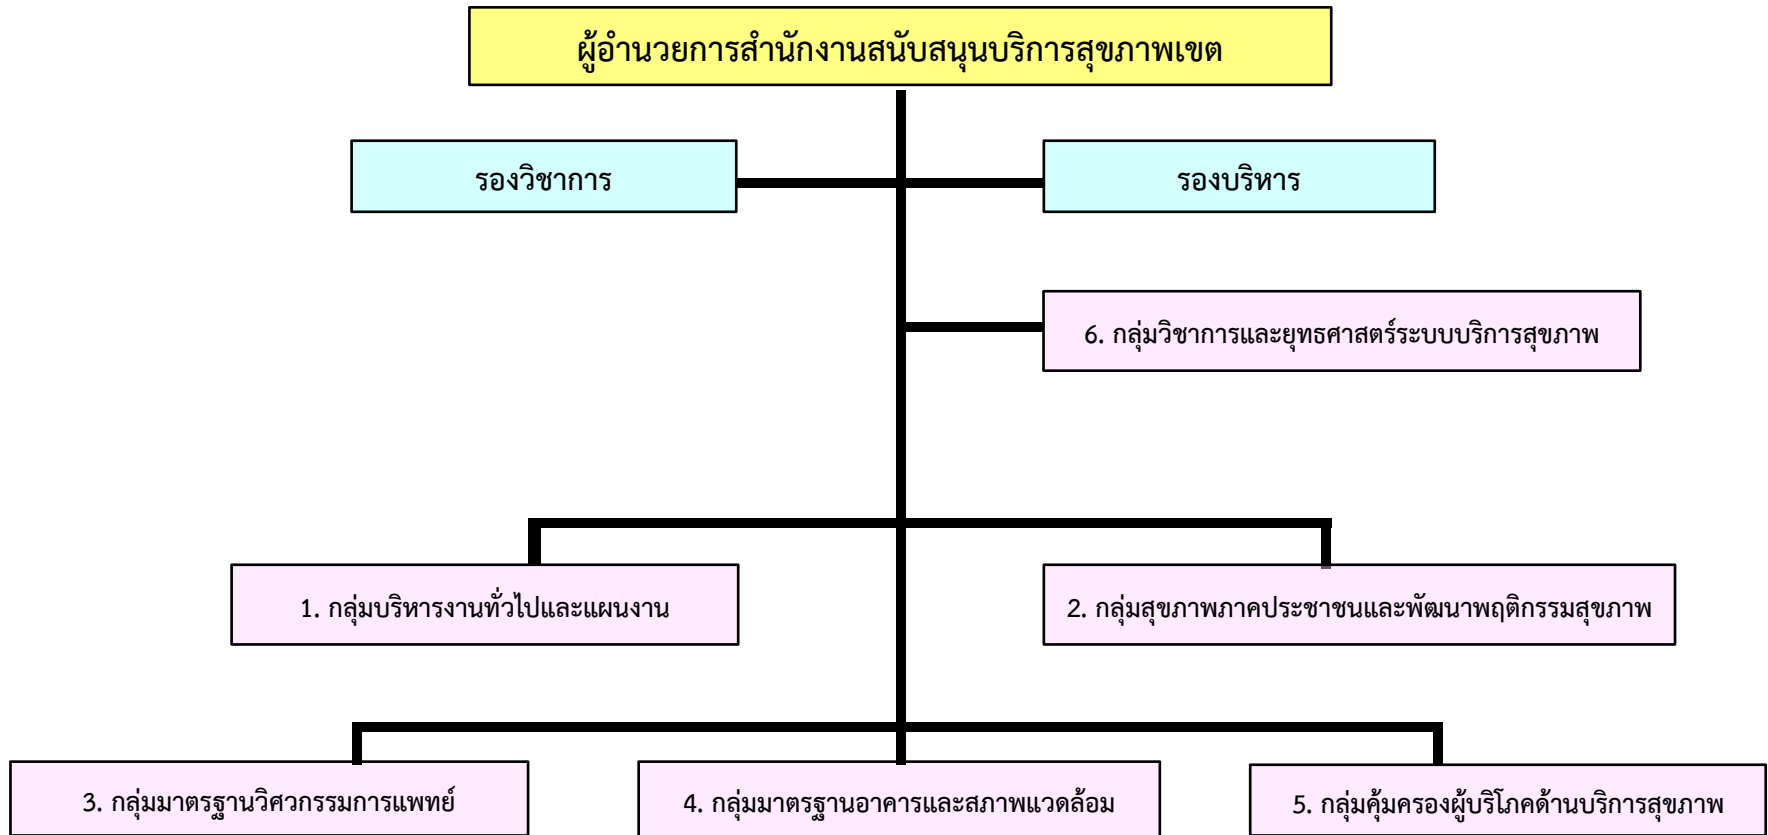 ผู้อำนวยการสำนักงานสนับสนุนบริการสุขภาพเขต
รองวิชาการ
รองบริหาร
6. กลุ่มวิชาการและยุทธศาสตร์ระบบบริการสุขภาพ
1. กลุ่มบริหารงานทั่วไปและแผนงาน
2. กลุ่มสุขภาพภาคประชาชนและพัฒนาพฤติกรรมสุขภาพ
3. กลุ่มมาตรฐานวิศวกรรมการแพทย์
4. กลุ่มมาตรฐานอาคารและสภาพแวดล้อม
5. กลุ่มคุ้มครองผู้บริโภคด้านบริการสุขภาพ